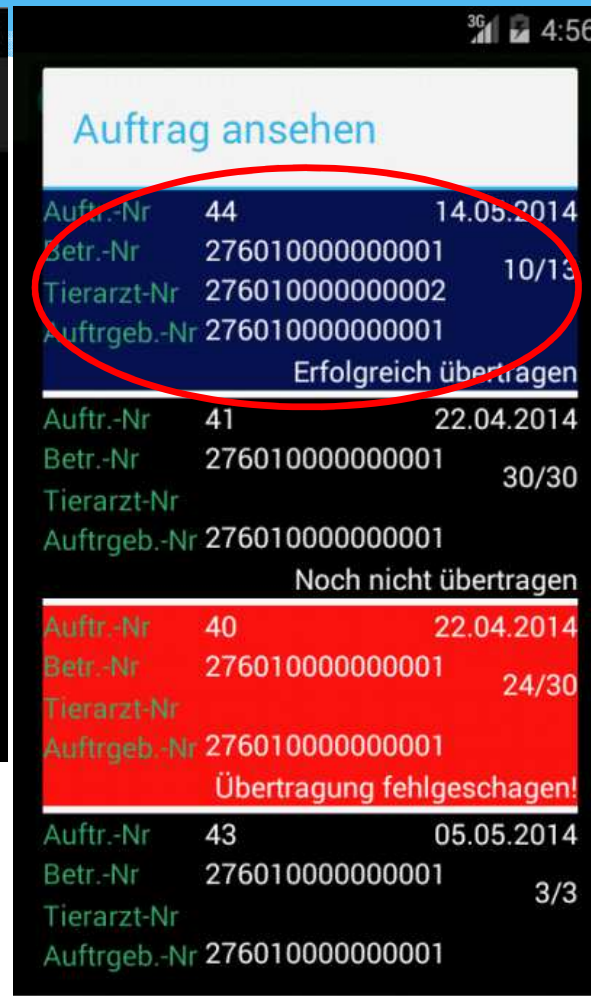 3G 4:56
Auftrag ansehen
Auftr.-Nr 44 14.05.2014
Betr.-Nr 276010000000001
10/13
Tierarzt-Nr 276010000000002
Auftrgeb.-Nr 276010000000001
Erfolgreich übertragen
Auftr.-Nr 41 22.04.2014
Betr.-Nr 276010000000001
30/30
Tierarzt-Nr
Auftrgeb.-Nr 276010000000001
Noch nicht übertragen
Auftr.-Nr 40 22.04.2014
Betr.-Nr 276010000000001
24/30
Tierarzt-Nr
Auftrgeb.-Nr 276010000000001
Übertragung fehlgeschagen!
Auftr.-Nr 43 05.05.2014
Betr.-Nr 276010000000001
3/3
Tierarzt-Nr
Auftrgeb.-Nr 276010000000001